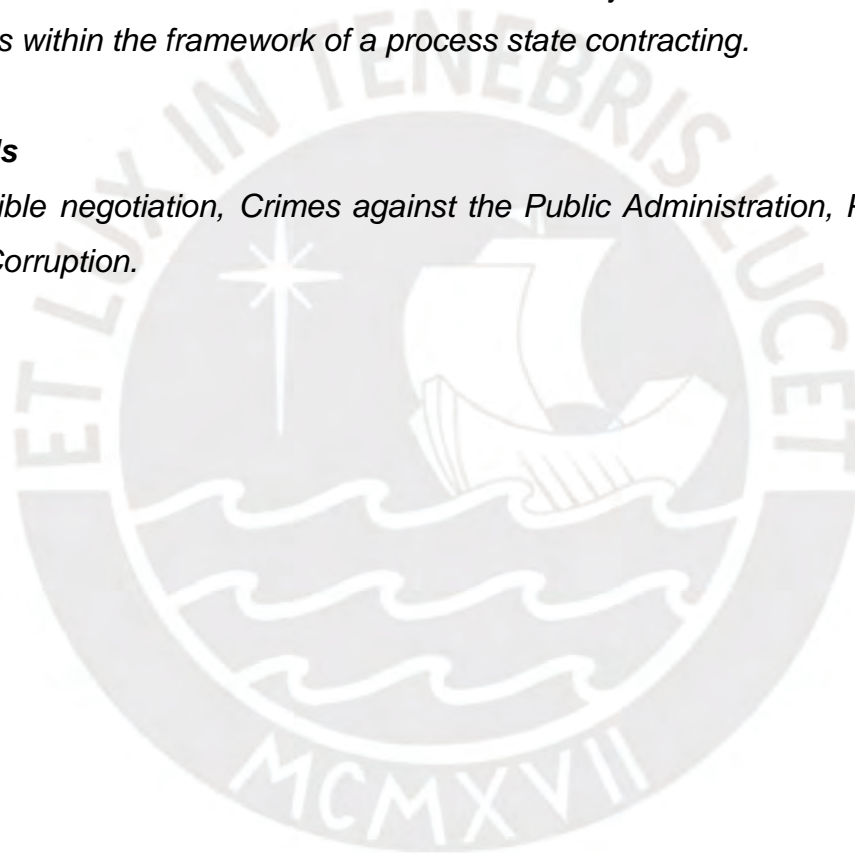 s within the framework of a process state contracting.
ible negotiation, Crimes against the Public Administration,
Corruption.
ET LUX IN TENEBRIS LUCET
MCMXVII